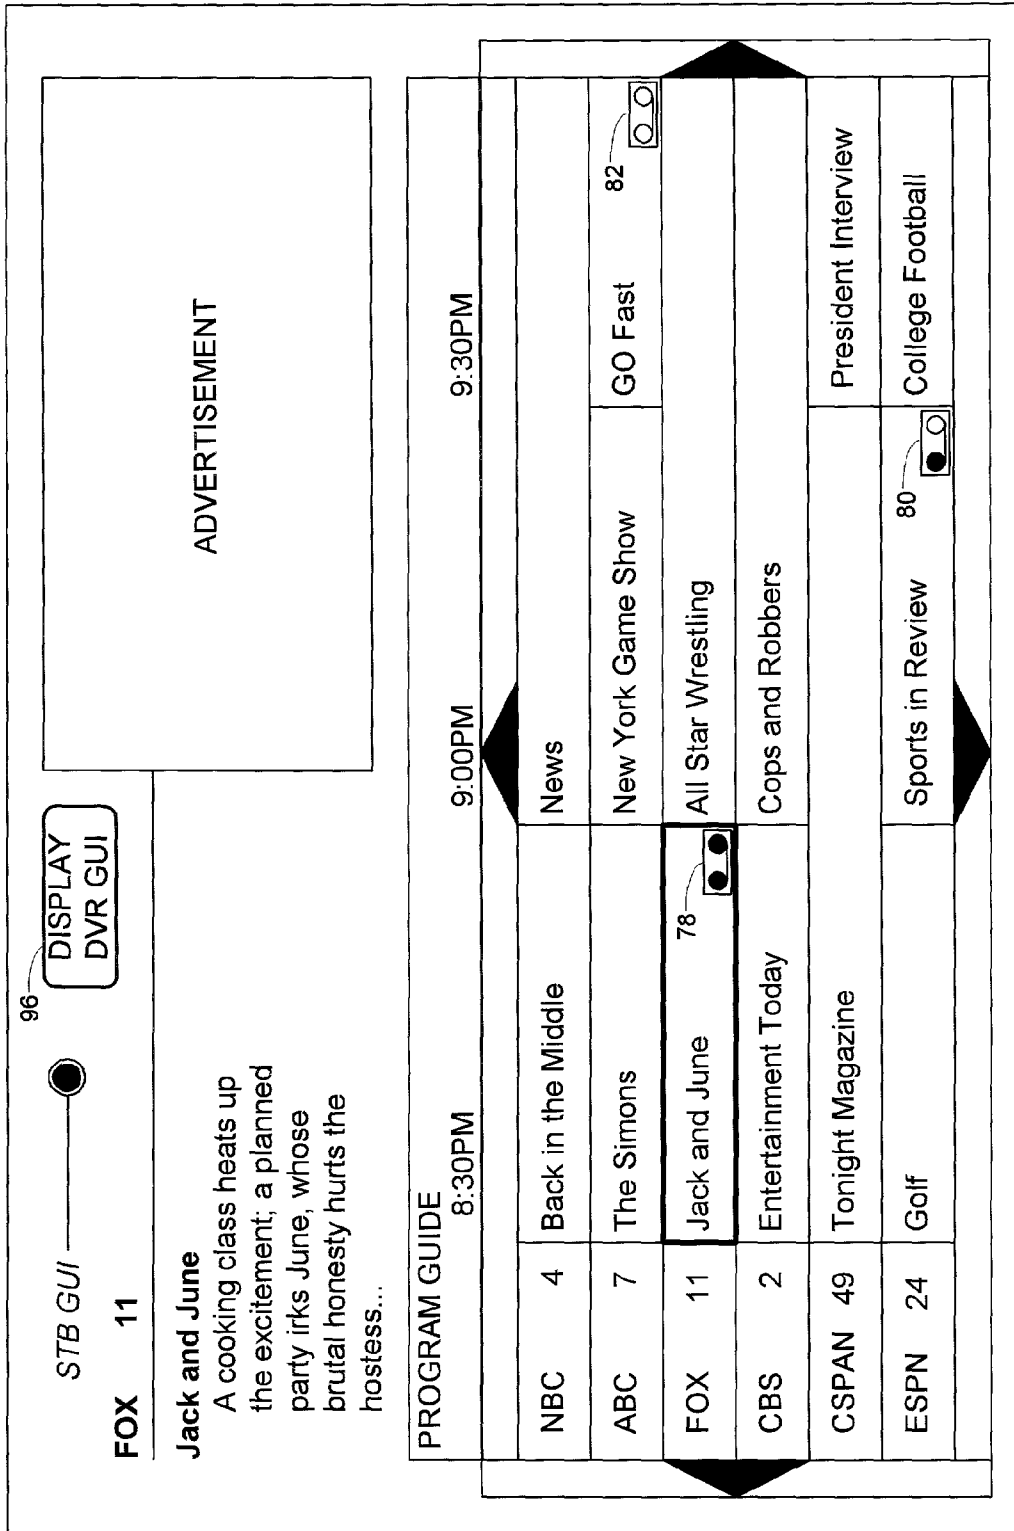 96
STB GUI
DISPLAY
DVR GUI
FOX 11
Jack and June
A cooking class heats up
the excitement; a planned
party irks June, whose
brutal honesty hurts the
hostess...
ADVERTISEMENT
PROGRAM GUIDE
8:30PM 9:00PM 9:30PM
NBC 4 Back in the Middle News
ABC 7 The Simons New York Game Show GO Fast 82
FOX 11 Jack and June 78 All Star Wrestling
CBS 2 Entertainment Today Cops and Robbers
CSPAN 49 Tonight Magazine President Interview
ESPN 24 Golf Sports in Review 80 College Football